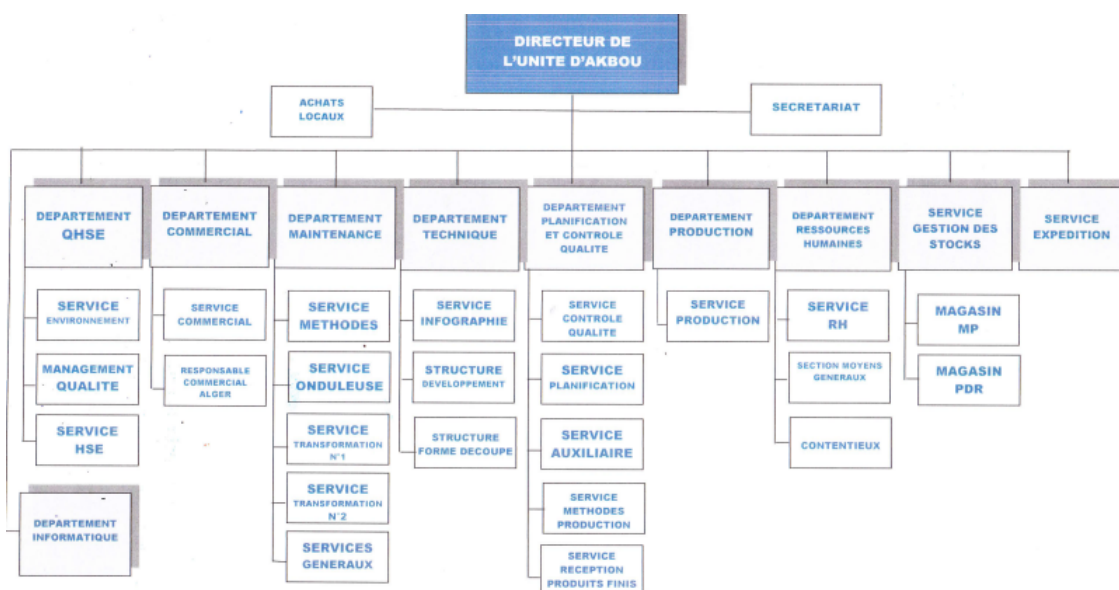 DIRECTEUR DE
L'UNITE D'AKBOU
ACHATS
LOCAUX
SECRETARIAT
DEPARTEMENT
QHSE
DEPARTEMENT
COMMERCIAL
DEPARTEMENT
MAINTENANCE
DEPARTEMENT
TECHNIQUE
DEPARTEMENT
PLANIFICATION
ET CONTROLE
QUALITE
DEPARTEMENT
PRODUCTION
DEPARTEMENT
RESSOURCES
HUMAINES
SERVICE
GESTION DES
STOCKS
SERVICE
EXPEDITION
SERVICE
ENVIRONNEMENT
MANAGEMENT
QUALITE
SERVICE
HSE
DEPARTEMENT
INFORMATIQUE
SERVICE
COMMERCIAL
RESPONSABLE
COMMERCIAL
ALGER
SERVICE
METHODES
SERVICE
ONDULEUSE
SERVICE
TRANSFORMATION
N°1
SERVICE
TRANSFORMATION
N°2
SERVICES
GENERAUX
SERVICE
INFOGRAPHIE
STRUCTURE
DEVELOPPEMENT
STRUCTURE
FORME DECOUPE
SERVICE
CONTROLE
QUALITE
SERVICE
PLANIFICATION
SERVICE
AUXILIAIRE
SERVICE
METHODES
PRODUCTION
SERVICE
RECEPTION
PRODUITS FINIS
SERVICE
PRODUCTION
SERVICE
RH
SECTION MOYENS
GENERAUX
CONTENTIEUX
MAGASIN
MP
MAGASIN
PDR